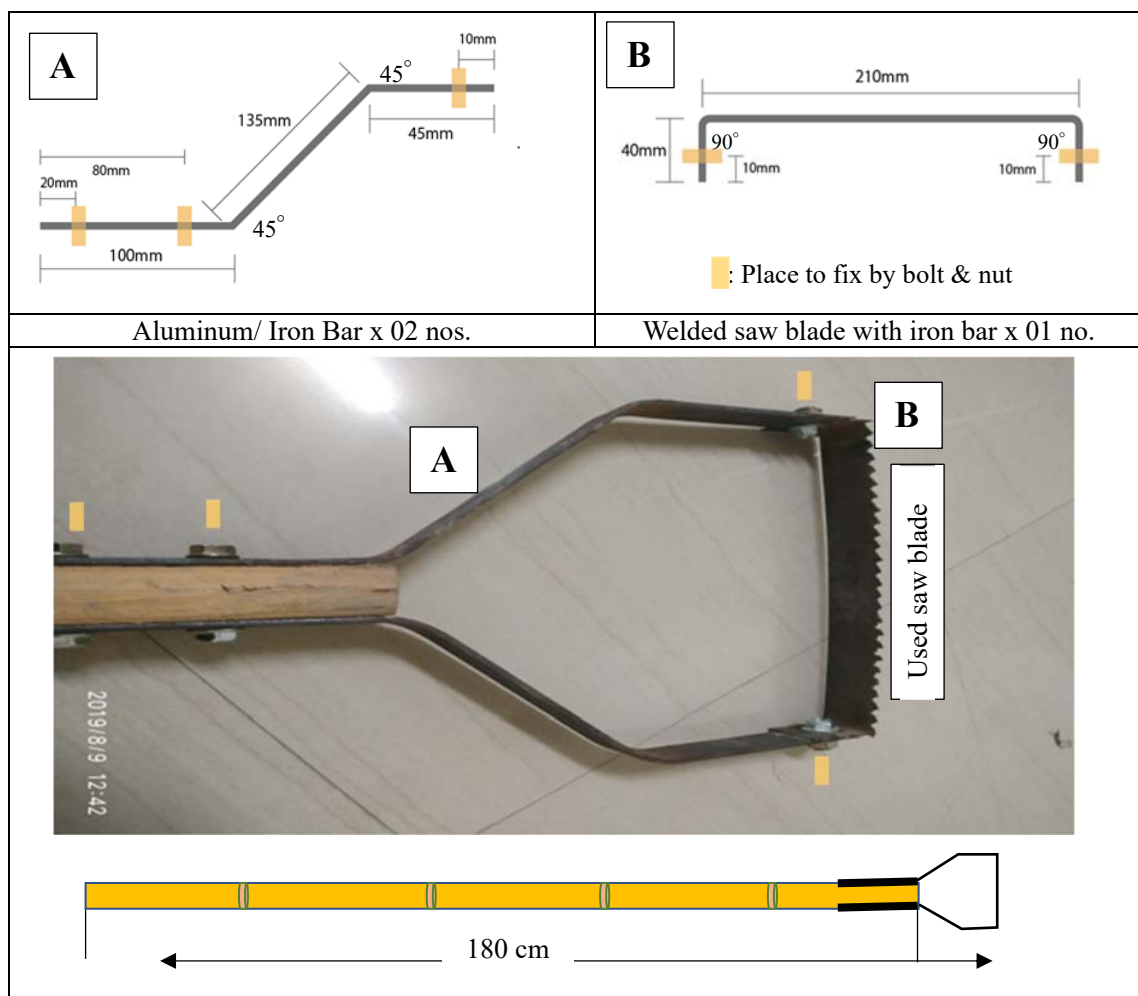 A
10mm
45°
135mm
45mm
80mm
20mm
45°
100mm
B
210mm
90°
90°
40mm
10mm
10mm
: Place to fix by bolt & nut
Aluminum/ Iron Bar x 02 nos.
Welded saw blade with iron bar x 01 no.
A
B
Used saw blade
2019/8/9 12:42
180 cm